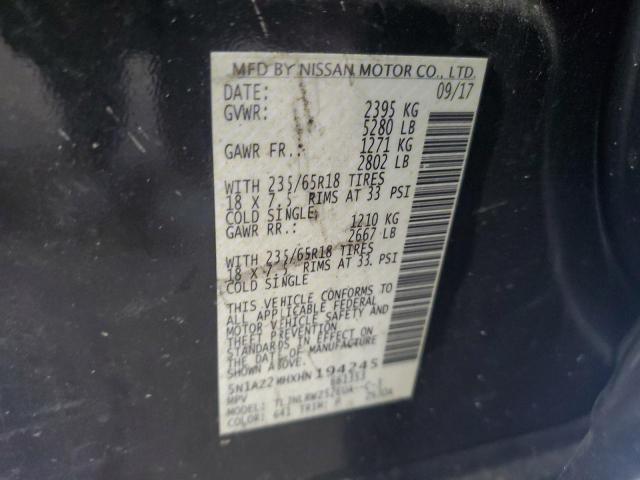 MFD BY NISSAN MOTOR CO., LTD.
DATE: 09/17
GVWR: 2395 KG
5280 LB
GAWR FR.: 1271 KG
2802 LB
WITH 235/65R18 TIRES
18 X 7.5 RIMS AT 33 PSI
COLD SINGLE
GAWR RR.: 1210 KG
2667 LB
WITH 235/65R18 TIRES
18 X 7.5 RIMS AT 33 PSI
COLD SINGLE
THIS VEHICLE CONFORMS TO
ALL APPLICABLE FEDERAL
MOTOR VEHICLE SAFETY AND
THEFT PREVENTION
STANDARDS IN EFFECT ON
THE DATE OF MANUFACTURE
SHOWN ABOVE.
5N1AZ2MHXHN194245
MPV
MODEL:
COLOR: TRIM: